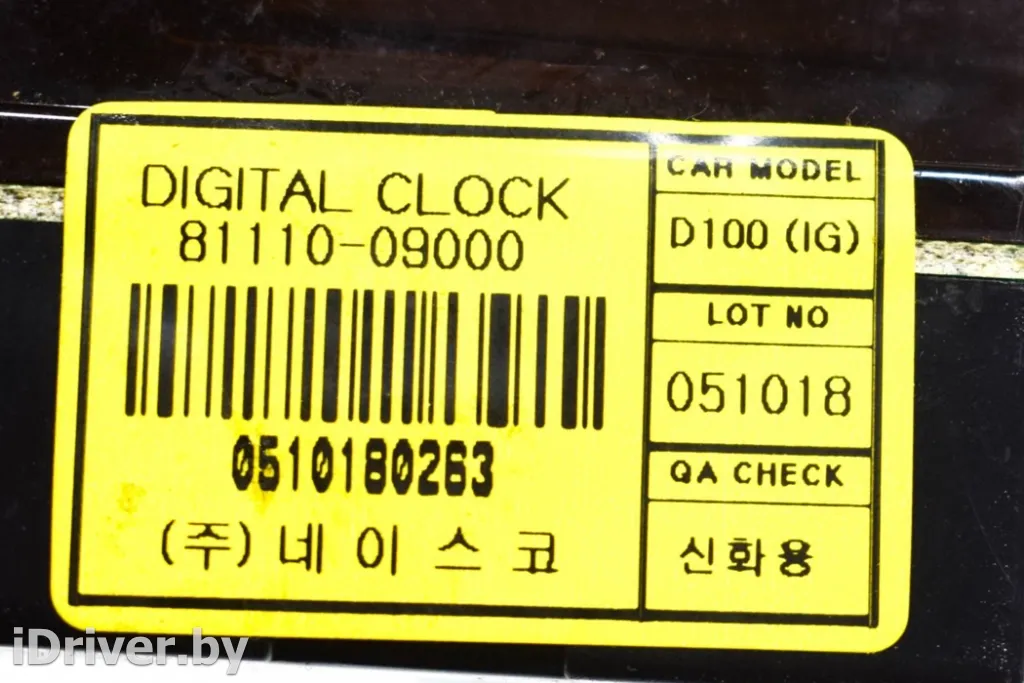 DIGITAL CLOCK
81110-09000
0510180263
(주) 네이스코
CAR MODEL
D100 (IG)
LOT NO
051018
QA CHECK
신화용
iDriver.by